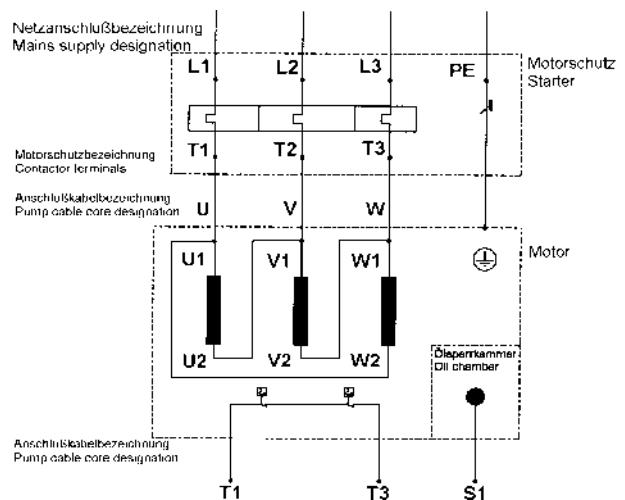 Netzanschlußbezeichnung
Mains supply designation
L1 L2 L3 PE
Motorschutz
Starter
T1 T2 T3
Motorschutzbezeichnung
Contactor terminals
Anschlußkabelbezeichnung
Pump cable core designation
U V W
Motor
U1 V1 W1
U2 V2 W2
Ölsperrkammer
Oil chamber
Anschlußkabelbezeichnung
Pump cable core designation
T1 T3 S1